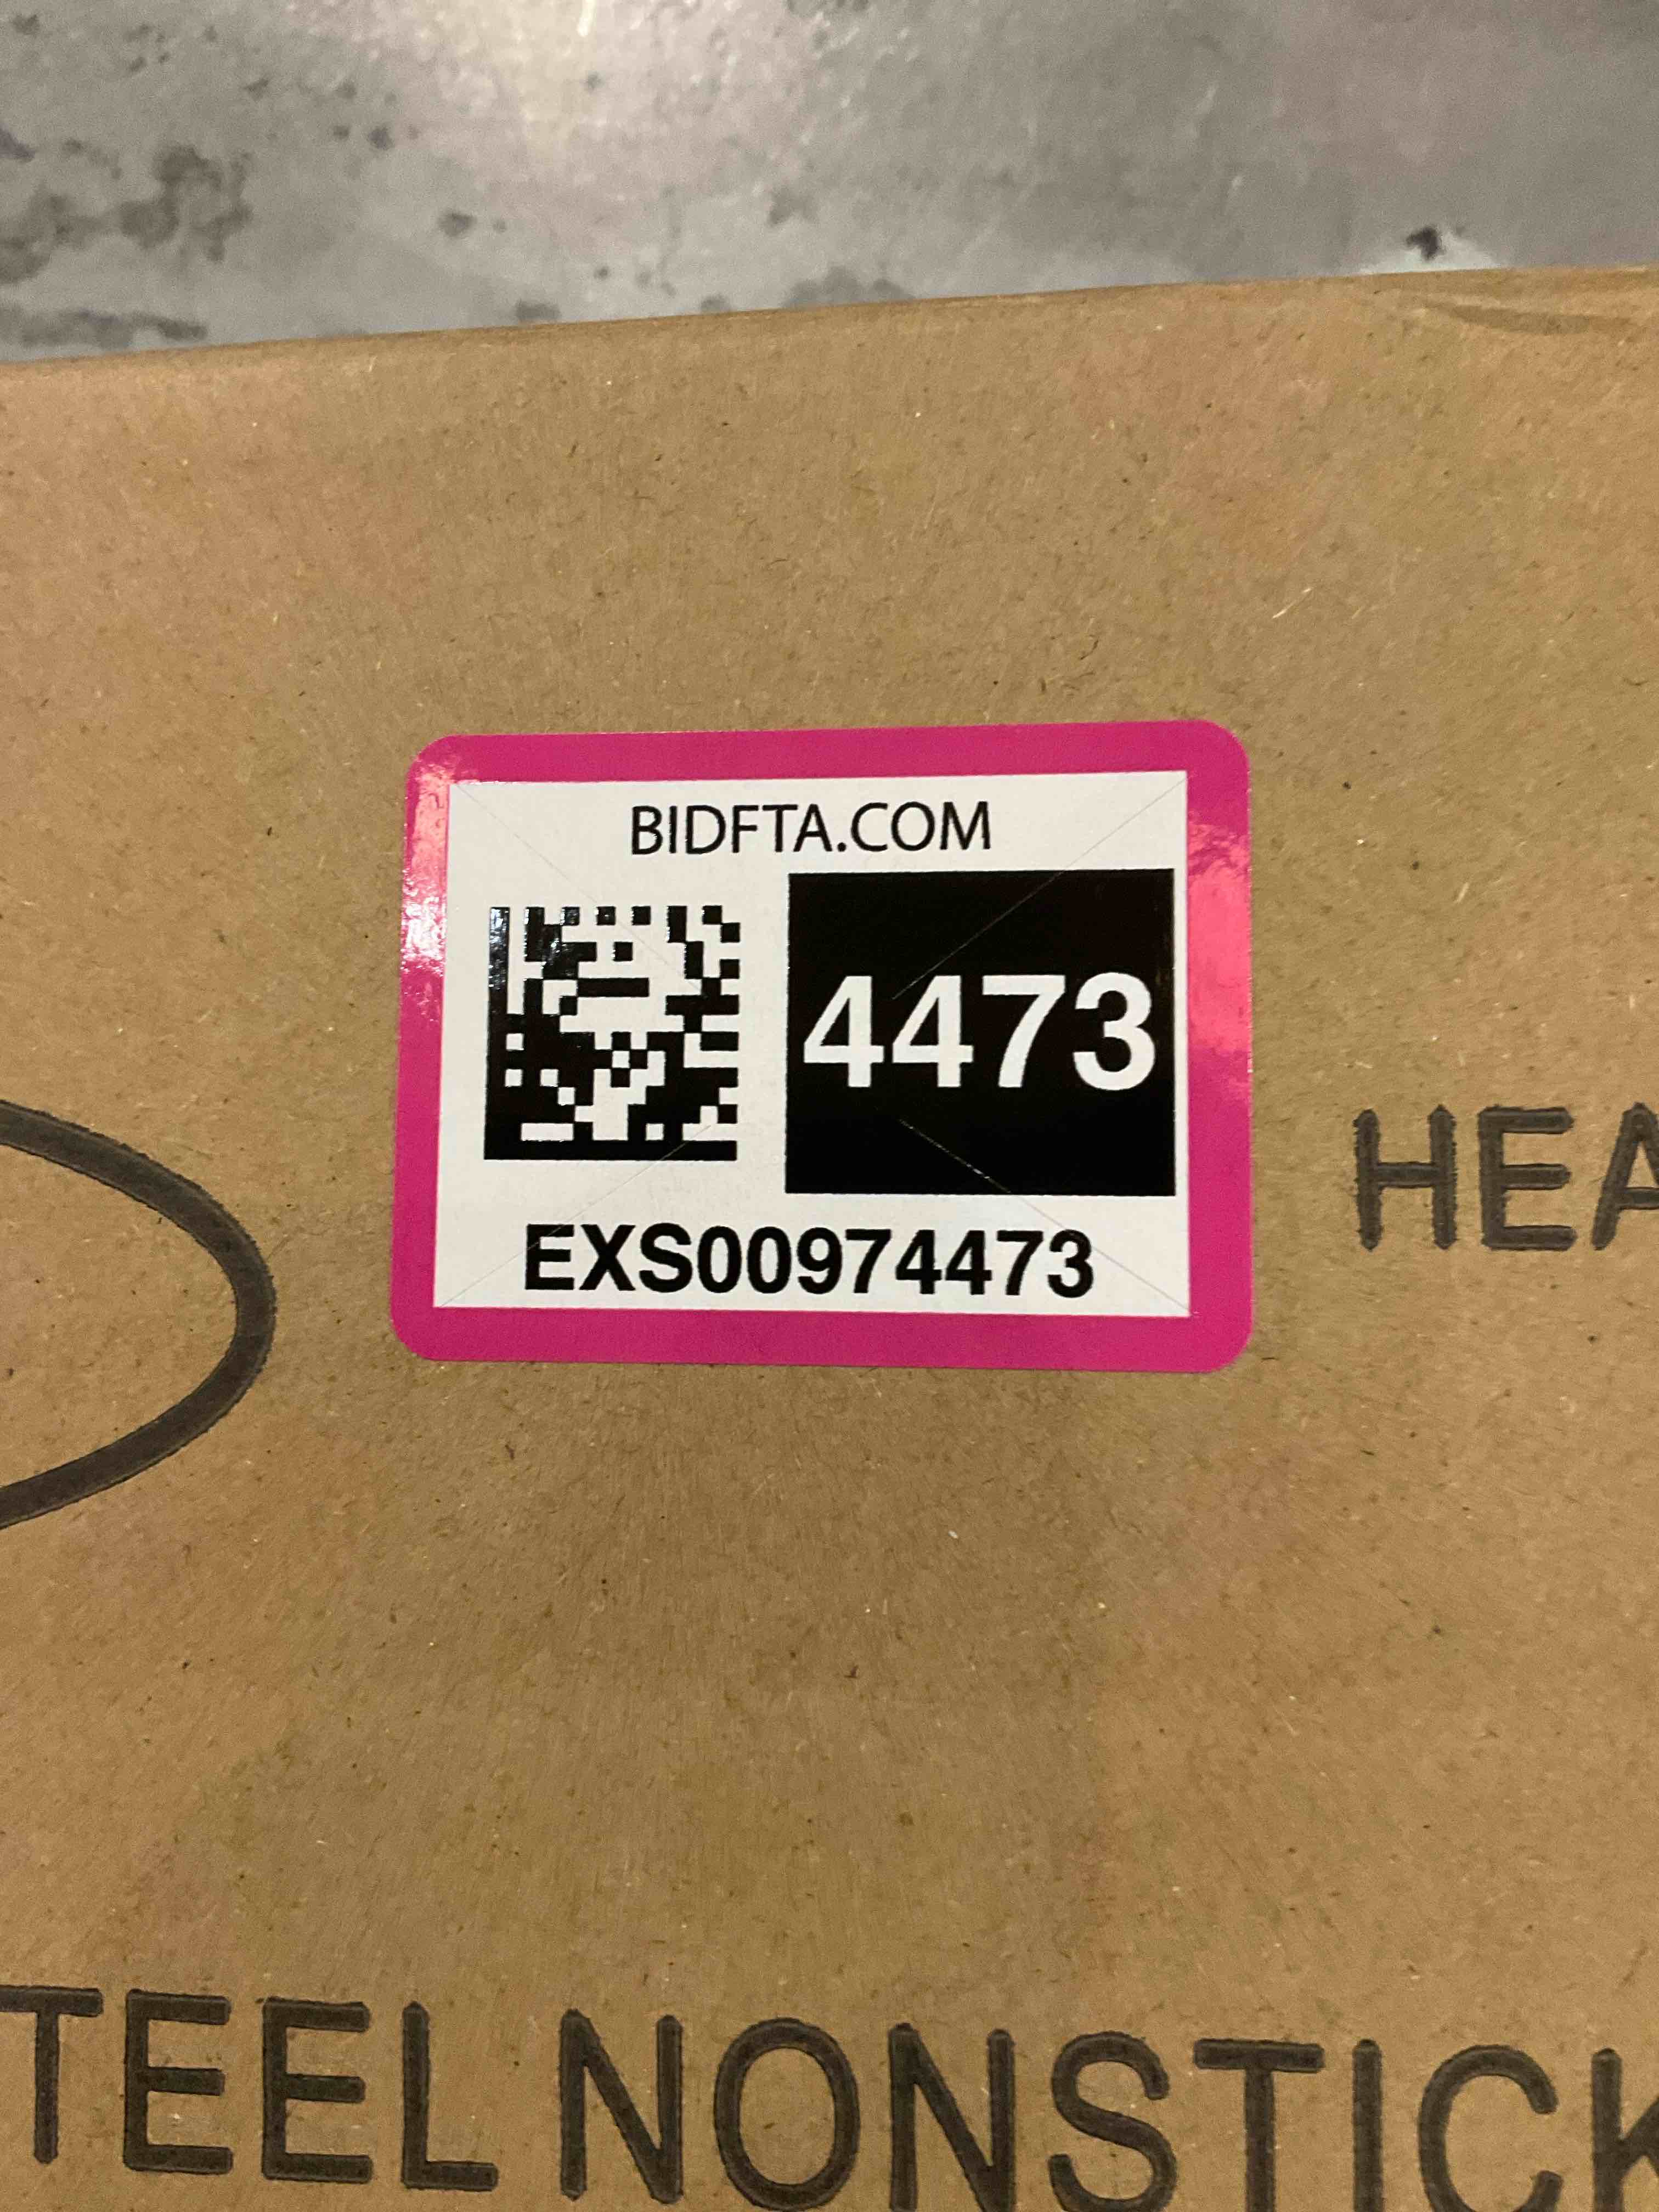 BIDFTA.COM
4473
EXS00974473
HEA
TEEL NONSTICK